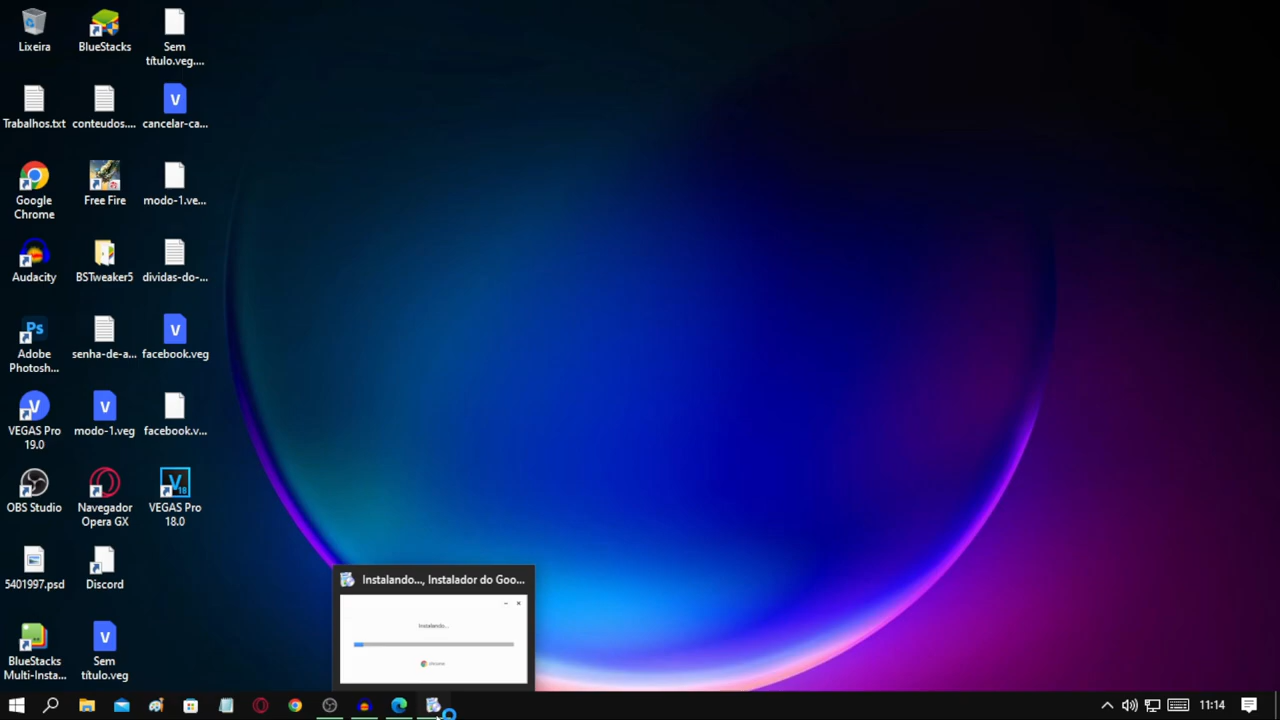 Lixeira
BlueStacks
Sem
título.veg....
Trabalhos.txt
conteudos....
cancelar-ca...
Google
Chrome
Free Fire
modo-1.ve...
Audacity
BSTweaker5
dividas-do-...
Adobe
Photosh...
senha-de-a...
facebook.veg
VEGAS Pro
19.0
modo-1.veg
facebook.v...
OBS Studio
Navegador
Opera GX
VEGAS Pro
18.0
5401997.psd
Discord
BlueStacks
Multi-Insta...
Sem
título.veg
Instalando..., Instalador do Goo...
Instalando...
chrome
11:14